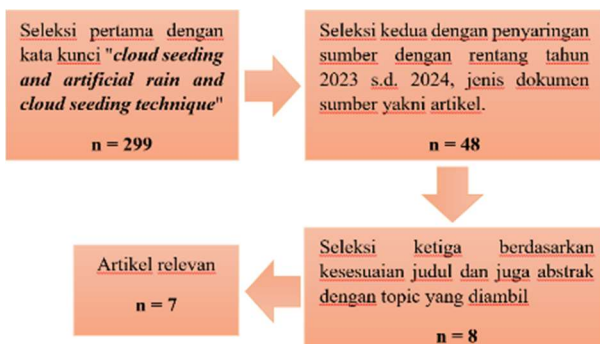 Seleksi pertama dengan
kata kunci "cloud seeding
and artificial rain and
cloud seeding technique"
n = 299
Seleksi kedua dengan penyaringan
sumber dengan rentang tahun
2023 s.d. 2024, jenis dokumen
sumber yakni artikel.
n = 48
Seleksi ketiga berdasarkan
kesesuaian judul dan juga abstrak
dengan topic yang diambil
n = 8
Artikel relevan
n = 7